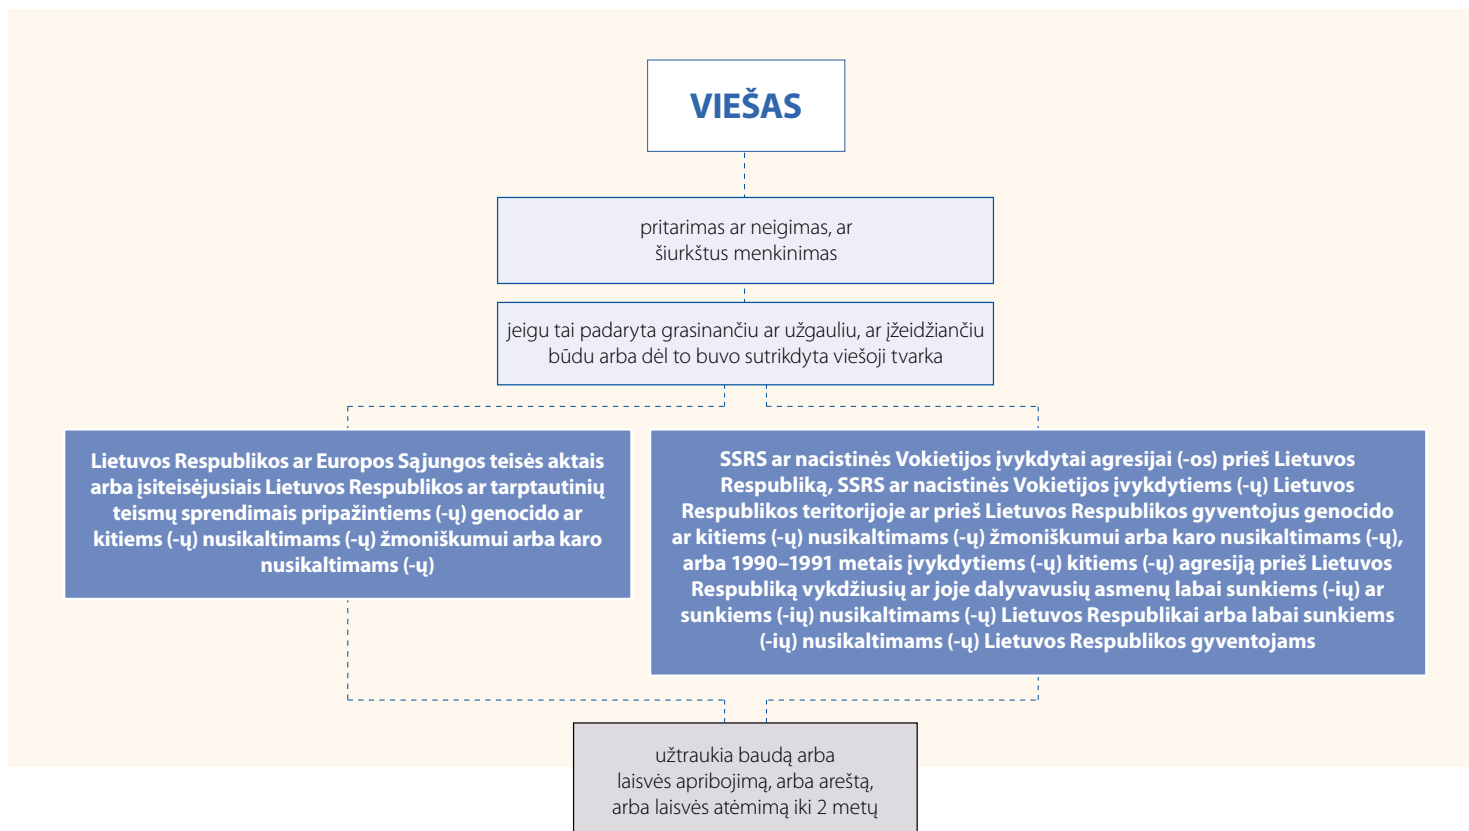 VIEŠAS
pritarimas ar neigimas, ar
šiurkštus menkinimas
jeigu tai padaryta grasinančiu ar užgauliu, ar įžeidžiančiu
būdu arba dėl to buvo sutrikdyta viešoji tvarka
Lietuvos Respublikos ar Europos Sąjungos teisės aktais
arba įsiteisėjusiais Lietuvos Respublikos ar tarptautinių
teismų sprendimais pripažintiems (-ų) genocido ar
kitiems (-ų) nusikaltimams (-ų) žmoniškumui arba karo
nusikaltimams (-ų)
SSRS ar nacistinės Vokietijos įvykdytai agresijai (-os) prieš Lietuvos
Respubliką, SSRS ar nacistinės Vokietijos įvykdytiems (-ų) Lietuvos
Respublikos teritorijoje ar prieš Lietuvos Respublikos gyventojus genocido
ar kitiems (-ų) nusikaltimams (-ų) žmoniškumui arba karo nusikaltimams (-ų),
arba 1990–1991 metais įvykdytiems (-ų) kitiems (-ų) agresiją prieš Lietuvos
Respubliką vykdžiusių ar joje dalyvavusių asmenų labai sunkiems (-ių) ar
sunkiems (-ių) nusikaltimams (-ų) Lietuvos Respublikai arba labai sunkiems
(-ių) nusikaltimams (-ų) Lietuvos Respublikos gyventojams
užtraukia baudą arba
laisvės apribojimą, arba areštą,
arba laisvės atėmimą iki 2 metų